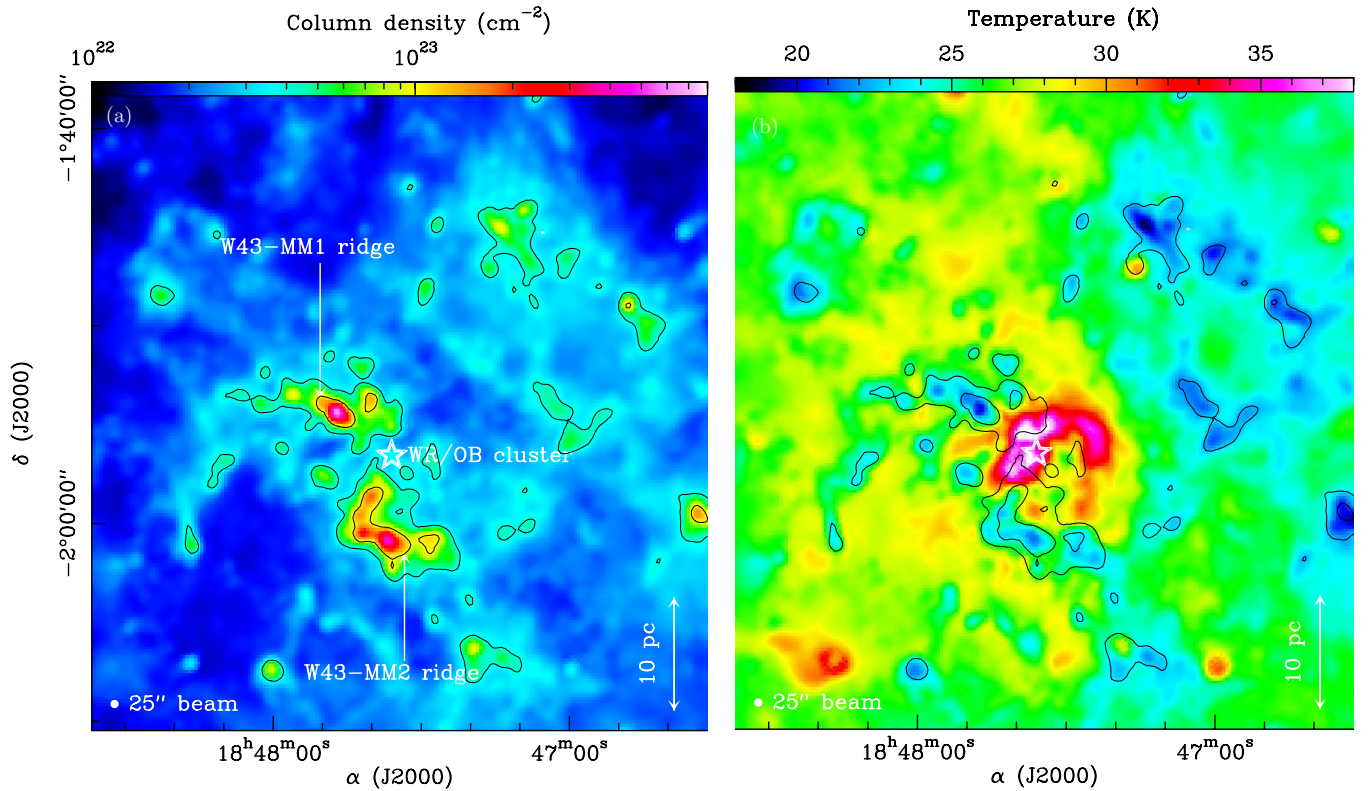 Column density (cm⁻²)
10²² 10²³
(a)
−1°40′00″
W43−MM1 ridge
WR/OB cluster
δ (J2000)
−2°00′00″
10 pc
W43−MM2 ridge
25″ beam
18ʰ48ᵐ00ˢ 47ᵐ00ˢ
α (J2000)
Temperature (K)
20 25 30 35
(b)
10 pc
25″ beam
18ʰ48ᵐ00ˢ 47ᵐ00ˢ
α (J2000)